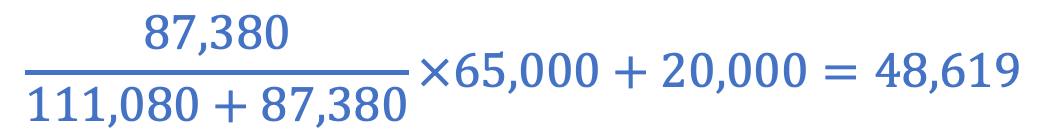 87,380
111,080 + 87,380 ×65,000 + 20,000 = 48,619